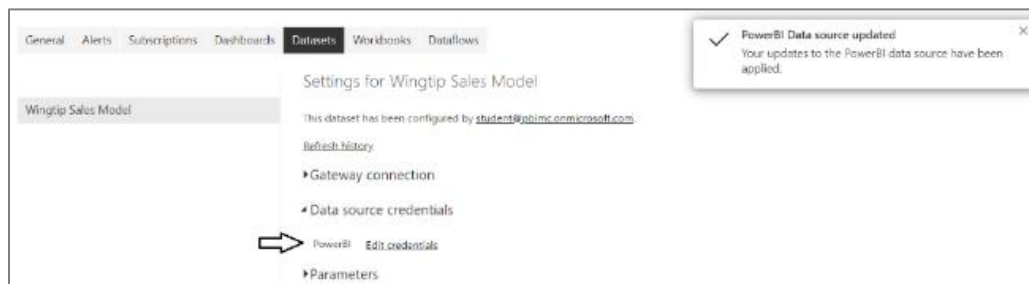 General Alerts Subscriptions Dashboards Datasets Workbooks Dataflows
PowerBI Data source updated
Your updates to the PowerBI data source have been
applied.
Settings for Wingtip Sales Model
Wingtip Sales Model
This dataset has been configured by student@pbimc.onmicrosoft.com.
Refresh history
Gateway connection
Data source credentials
PowerBI Edit credentials
Parameters